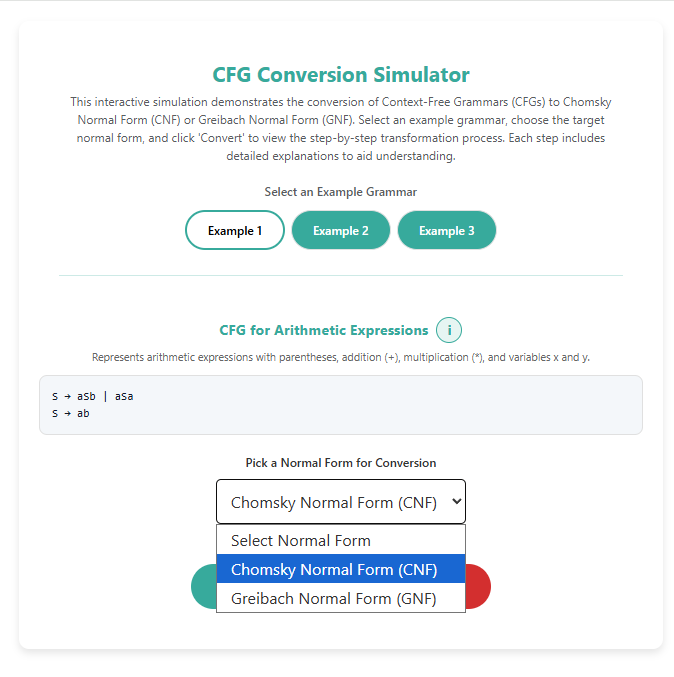 CFG Conversion Simulator
This interactive simulation demonstrates the conversion of Context-Free Grammars (CFGs) to Chomsky
Normal Form (CNF) or Greibach Normal Form (GNF). Select an example grammar, choose the target
normal form, and click 'Convert' to view the step-by-step transformation process. Each step includes
detailed explanations to aid understanding.
Select an Example Grammar
Example 1 Example 2 Example 3
CFG for Arithmetic Expressions i
Represents arithmetic expressions with parentheses, addition (+), multiplication (*), and variables x and y.
S → aSb | aSa
S → ab
Pick a Normal Form for Conversion
Chomsky Normal Form (CNF)
Select Normal Form
Chomsky Normal Form (CNF)
Greibach Normal Form (GNF)